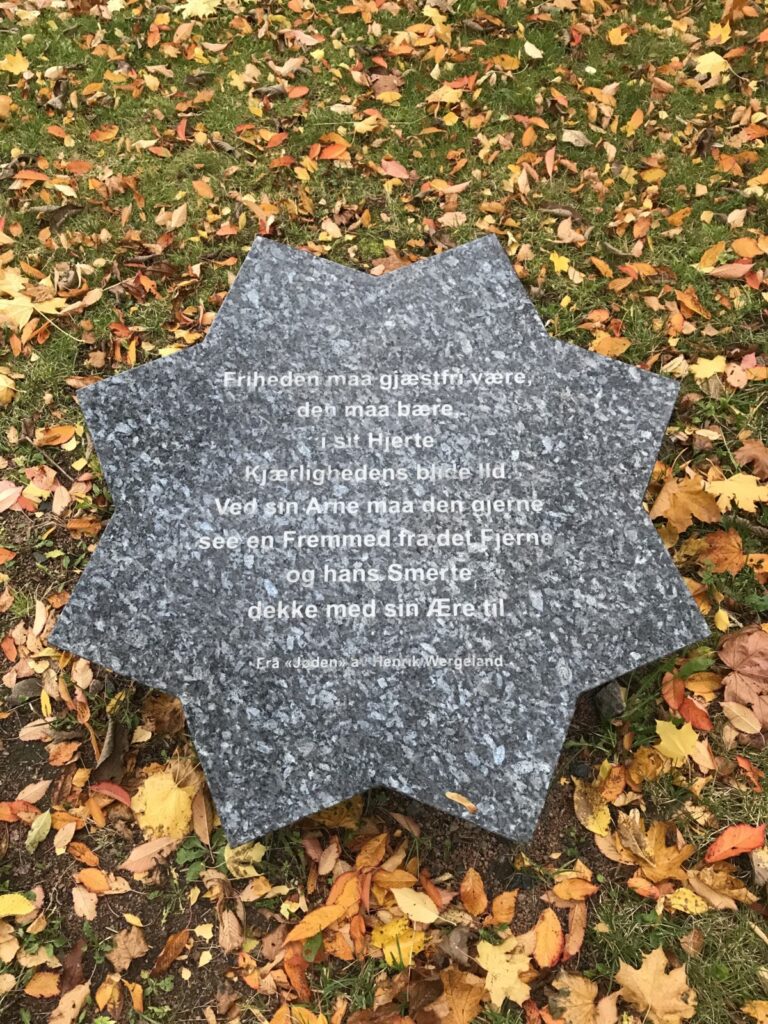 Friheden maa gjæstfri være,
den maa bære,
i sit Hjerte
Kjærlighedens blide Ild.
Ved sin Arne maa den gjerne
see en Fremmed fra det Fjerne
og hans Smerte
dekke med sin Ære til ...
Fra «Jøden» av Henrik Wergeland